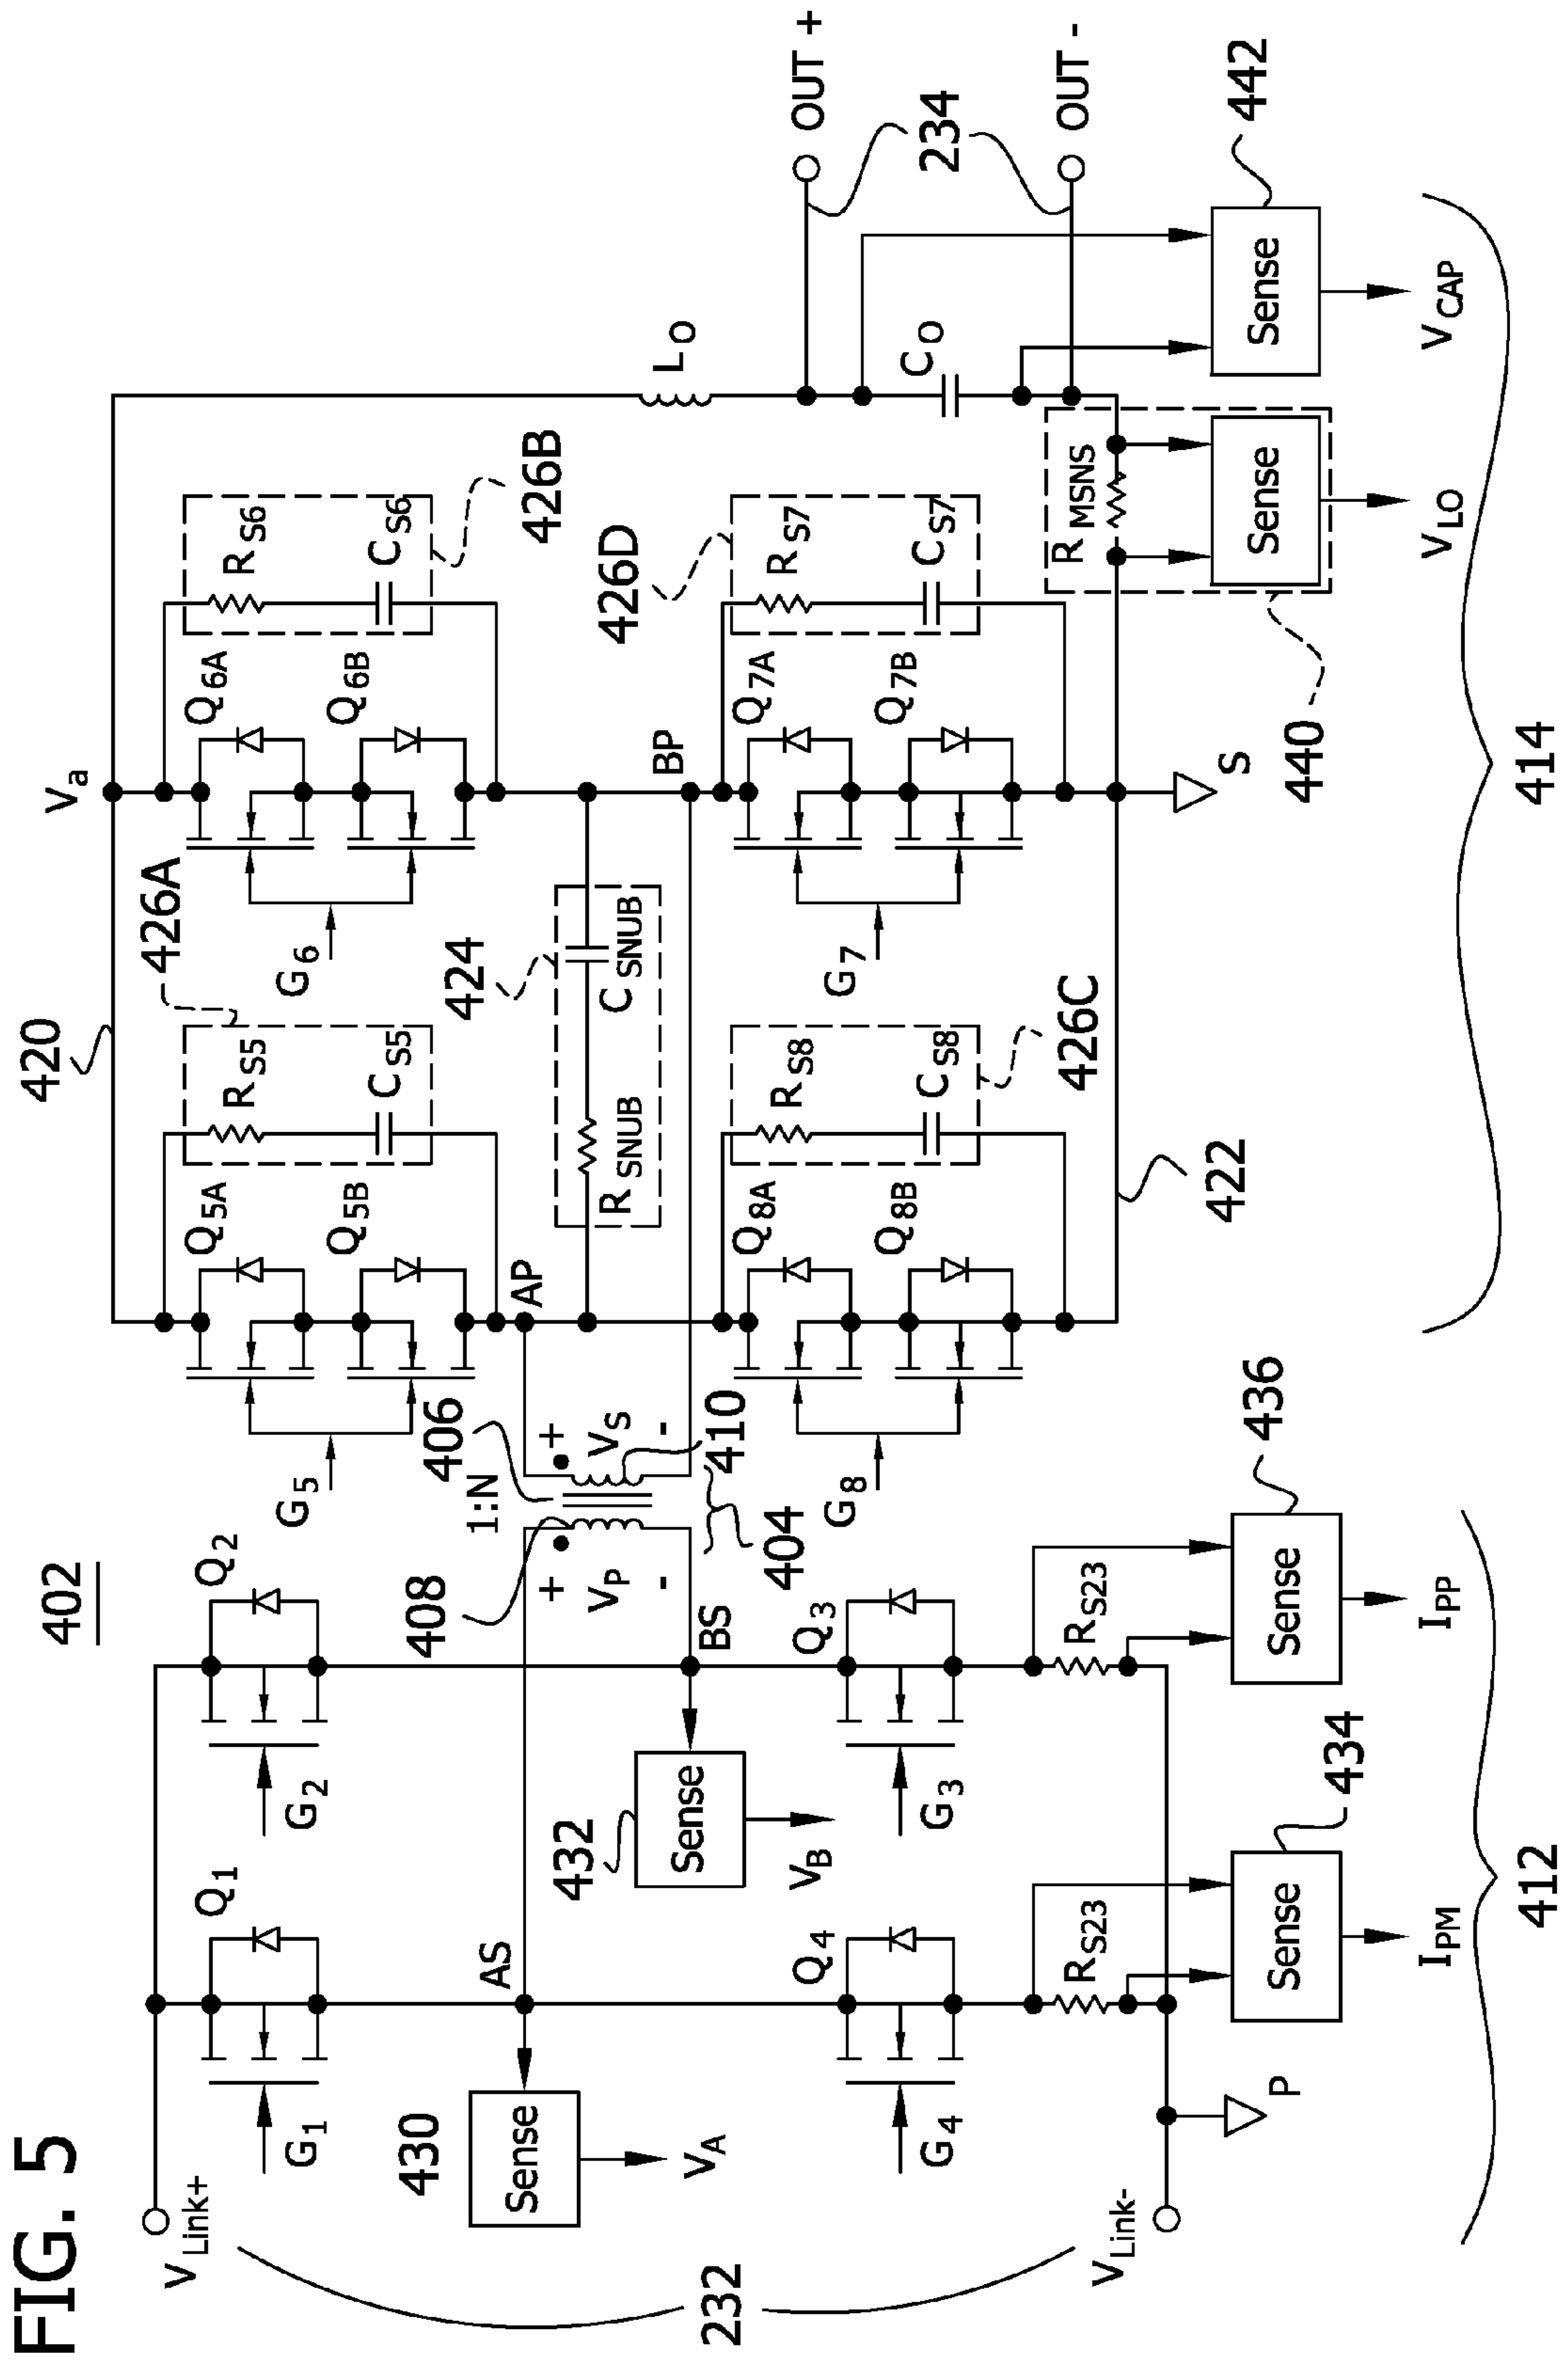 FIG. 5
402
420
Va
VLink+
Q1
Q2
G1
G2
G5
G6
Q5A
Q5B
RS5
CS5
426A
Q6A
Q6B
RS6
CS6
426B
430
Sense
VA
AS
408
1:N
406
+
VP
-
+
VS
-
410
404
AP
424
RSNUB
CSNUB
BP
426D
LO
OUT +
234
OUT -
232
432
Sense
VB
BS
G4
Q4
G3
Q3
G8
Q8A
Q8B
RS8
CS8
426C
G7
Q7A
Q7B
RS7
CS7
CO
VLink-
P
RS23
RS23
434
Sense
IPM
436
Sense
IPP
422
S
440
RMSNS
Sense
VLO
442
Sense
VCAP
412
414